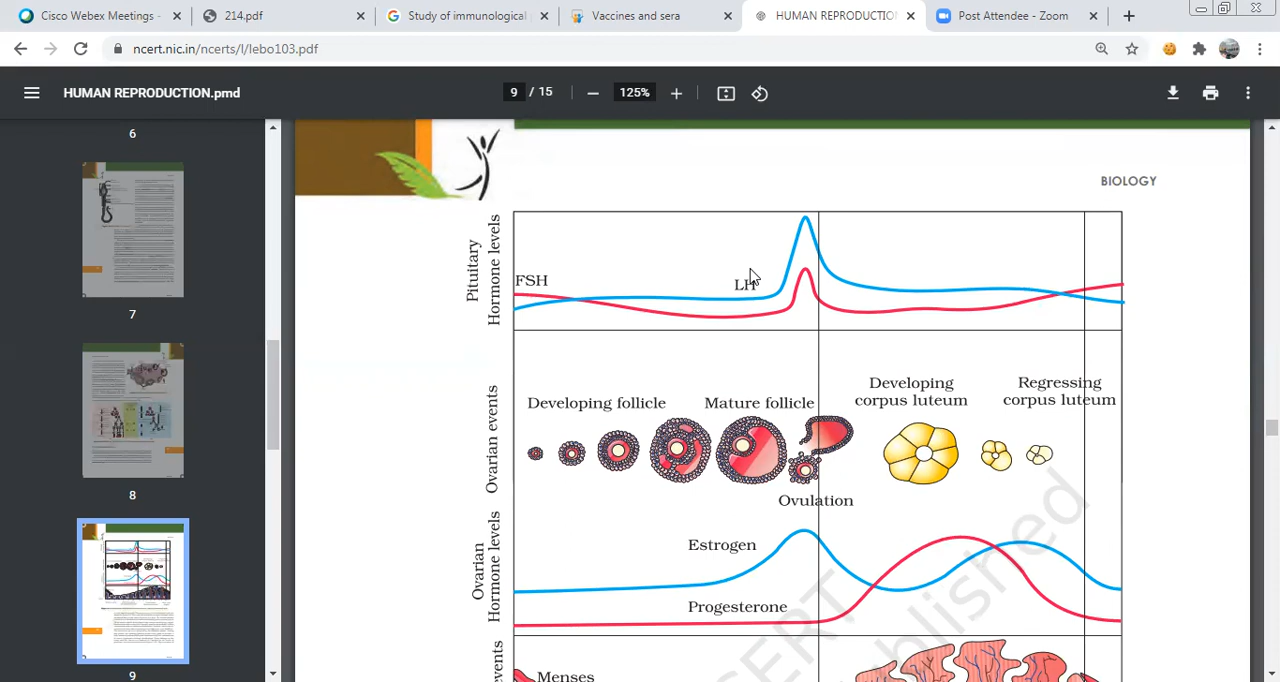 Cisco Webex Meetings -
214.pdf
Study of immunological
Vaccines and sera
HUMAN REPRODUCTIO
Post Attendee - Zoom
ncert.nic.in/ncerts/l/lebo103.pdf
HUMAN REPRODUCTION.pmd
9 / 15
125%
6
7
8
9
BIOLOGY
Pituitary
Hormone levels
FSH
LH
Ovarian events
Developing follicle
Mature follicle
Developing
corpus luteum
Regressing
corpus luteum
Ovulation
Ovarian
Hormone levels
Estrogen
Progesterone
events
Menses